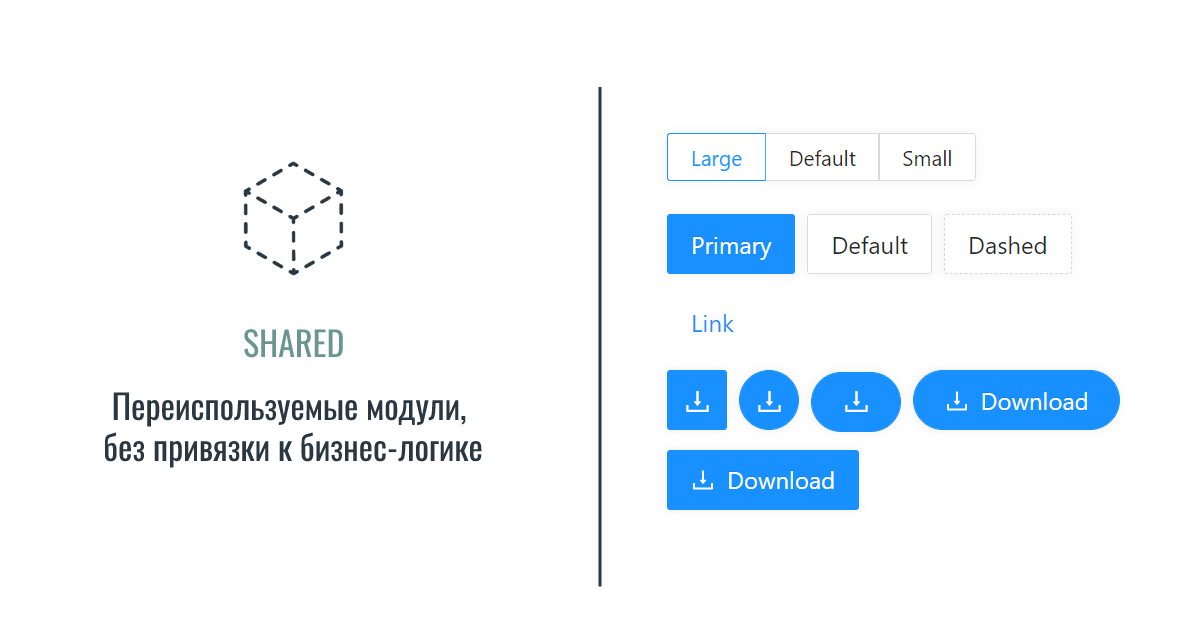 SHARED
Переиспользуемые модули,
без привязки к бизнес-логике
Large Default Small
Primary Default Dashed
Link
Download
Download